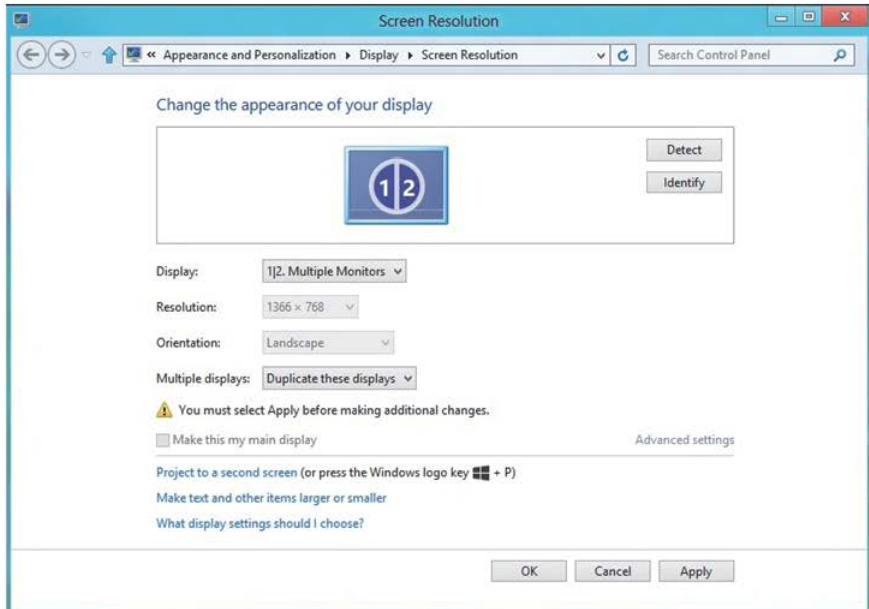 Screen Resolution
« Appearance and Personalization ▸ Display ▸ Screen Resolution
Search Control Panel
Change the appearance of your display
1|2
Detect
Identify
Display: 1|2. Multiple Monitors
Resolution: 1366 × 768
Orientation: Landscape
Multiple displays: Duplicate these displays
You must select Apply before making additional changes.
Make this my main display
Advanced settings
Project to a second screen (or press the Windows logo key + P)
Make text and other items larger or smaller
What display settings should I choose?
OK Cancel Apply